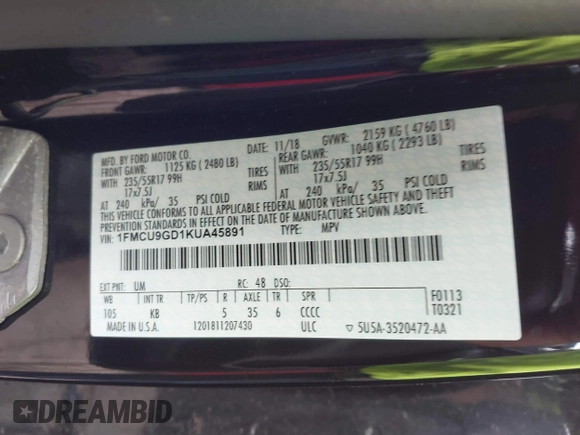 MFD. BY FORD MOTOR CO.
DATE: 11/18 GVWR: 2159 KG ( 4760 LB)
FRONT GAWR: 1125 KG ( 2480 LB) REAR GAWR: 1040 KG ( 2293 LB)
WITH 235/55R17 99H TIRES WITH 235/55R17 99H TIRES
17x7.5J RIMS 17x7.5J RIMS
AT 240 kPa/ 35 PSI COLD AT 240 kPa/ 35 PSI COLD
THIS VEHICLE CONFORMS TO ALL APPLICABLE FEDERAL MOTOR VEHICLE SAFETY, BUMPER, AND THEFT
PREVENTION STANDARDS IN EFFECT ON THE DATE OF MANUFACTURE SHOWN ABOVE.
VIN: 1FMCU9GD1KUA45891 TYPE: MPV
EXT PNT: UM RC: 48 DSO: F0113
WB INT TR TP/PS R AXLE TR SPR T0321
105 KB 5 35 6 CCCC
MADE IN U.S.A. 1201811207430 ULC 5U5A-3520472-AA
DREAMBID